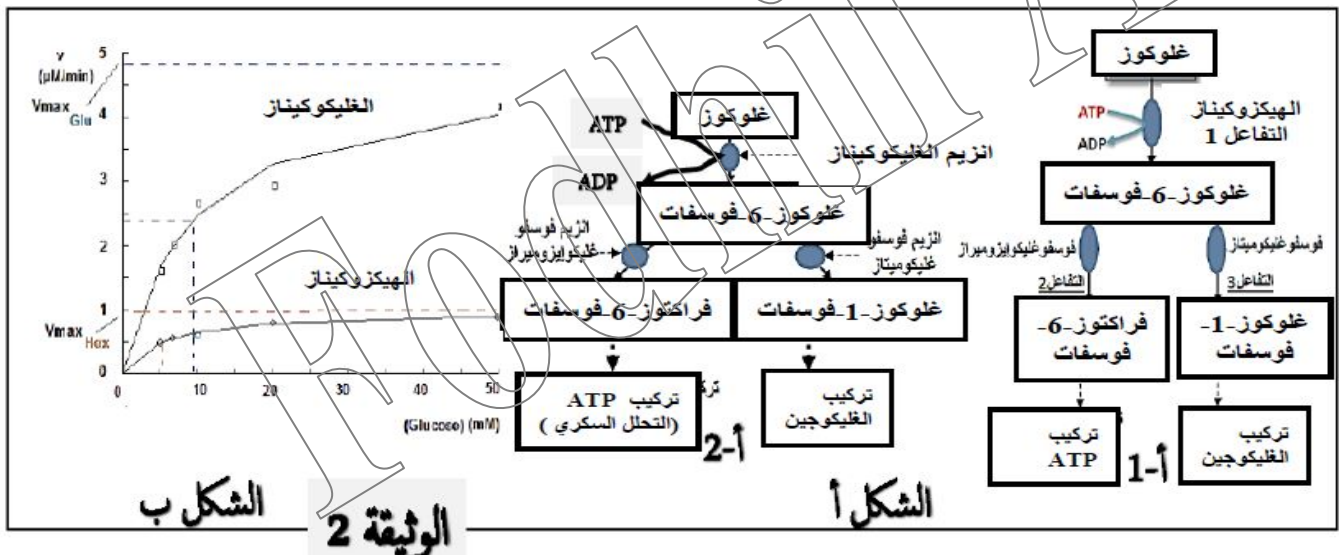 غلوكوز
ATP
ADP
الهيكزوكيناز
التفاعل 1
غلوكوز-6-فوسفات
فوسفوغليكوايزوميراز
فوسفوغليكوميتاز
التفاعل2
التفاعل3
فراكتوز-6-
فوسفات
غلوكوز-1-
فوسفات
تركيب
ATP
تركيب
الغليكوجين
أ-1
غلوكوز
ATP
ADP
انزيم الغليكوكيناز
غلوكوز-6-فوسفات
انزيم فوسفو
غليكوايزوميراز
انزيم فوسفو
غليكوميتاز
فراكتوز-6-فوسفات
غلوكوز-1-فوسفات
تركيب ATP
(التحلل السكري )
تركيب
الغليكوجين
أ-2
الشكل أ
v
(µM/min)
Vmax
Glu
Vmax
Hex
5
4
3
2
1
0
0
10
20
30
40
50
(Glucose) (mM)
الغليكوكيناز
الهيكزوكيناز
الشكل ب
الوثيقة 2
Fodhil